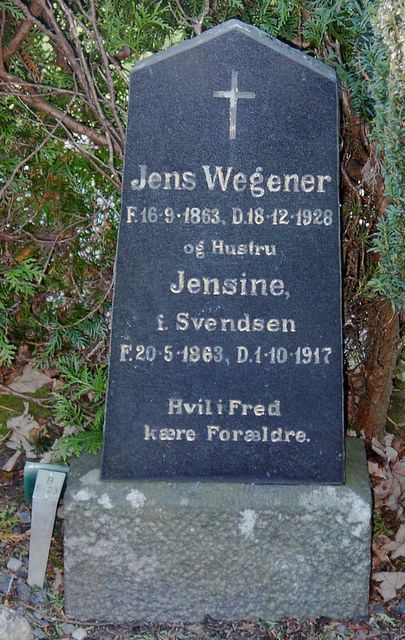 Jens Wegener
F. 16-9-1863, D. 18-12-1928
og Hustru
Jensine,
f. Svendsen
F. 20-5-1863, D. 1-10-1917
Hvil i Fred
kære Forældre.
B
23